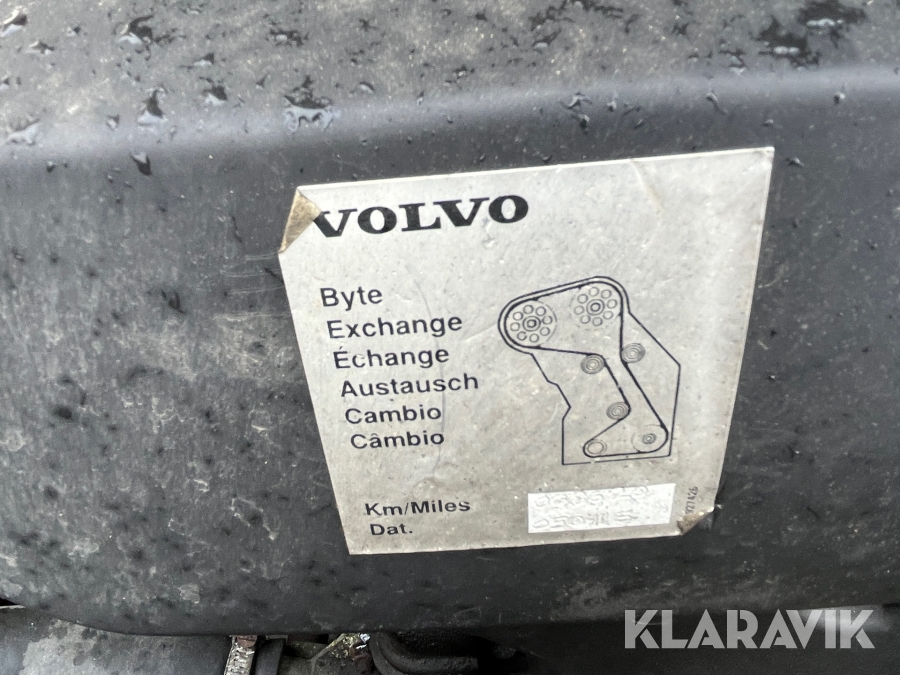 VOLVO
Byte
Exchange
Échange
Austausch
Cambio
Câmbio
Km/Miles
Dat.
KLARAVIK